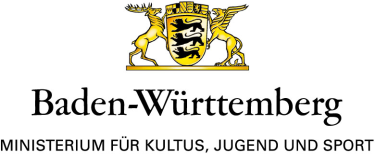 Baden-Württemberg
MINISTERIUM FÜR KULTUS, JUGEND UND SPORT